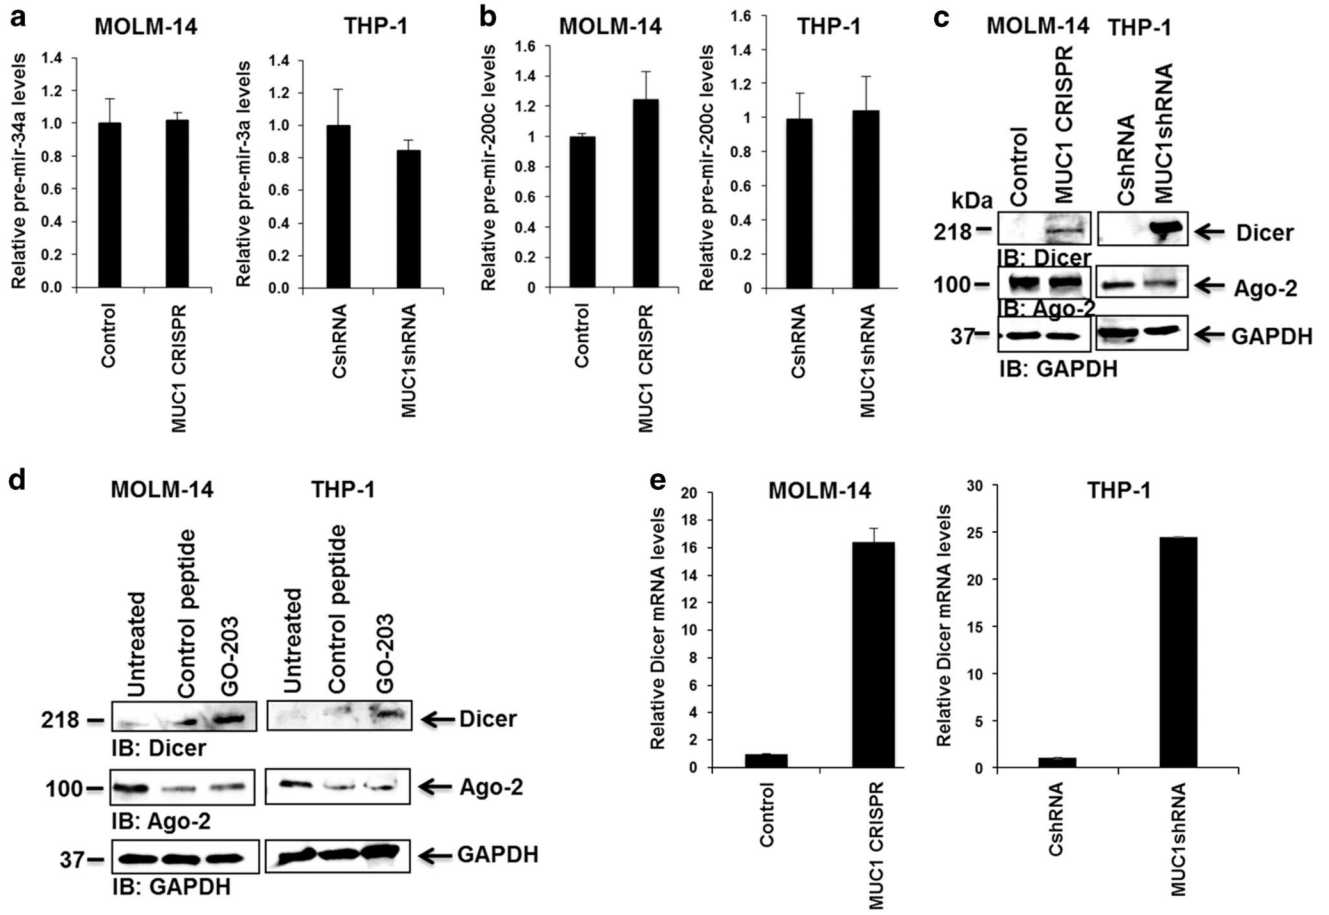 a
MOLM-14
THP-1
Relative pre-mir-34a levels
1.4
1.2
1.0
0.8
0.6
0.4
0.2
0.0
Control
MUC1 CRISPR
Relative pre-mir-3a levels
1.4
1.2
1.0
0.8
0.6
0.4
0.2
0.0
CshRNA
MUC1shRNA
b
MOLM-14
THP-1
Relative pre-mir-200c levels
1.6
1.4
1.2
1
0.8
0.6
0.4
0.2
0
Control
MUC1 CRISPR
Relative pre-mir-200c levels
1.6
1.4
1.2
1
0.8
0.6
0.4
0.2
0
CshRNA
MUC1shRNA
c
MOLM-14 THP-1
Control
MUC1 CRISPR
CshRNA
MUC1shRNA
kDa
218
Dicer
IB: Dicer
100
Ago-2
IB: Ago-2
37
GAPDH
IB: GAPDH
d
MOLM-14
THP-1
Untreated
Control peptide
GO-203
Untreated
Control peptide
GO-203
218
Dicer
IB: Dicer
100
Ago-2
IB: Ago-2
37
GAPDH
IB: GAPDH
e
MOLM-14
THP-1
Relative Dicer mRNA levels
20
18
16
14
12
10
8
6
4
2
0
Control
MUC1 CRISPR
Relative Dicer mRNA levels
30
25
20
15
10
5
0
CshRNA
MUC1shRNA